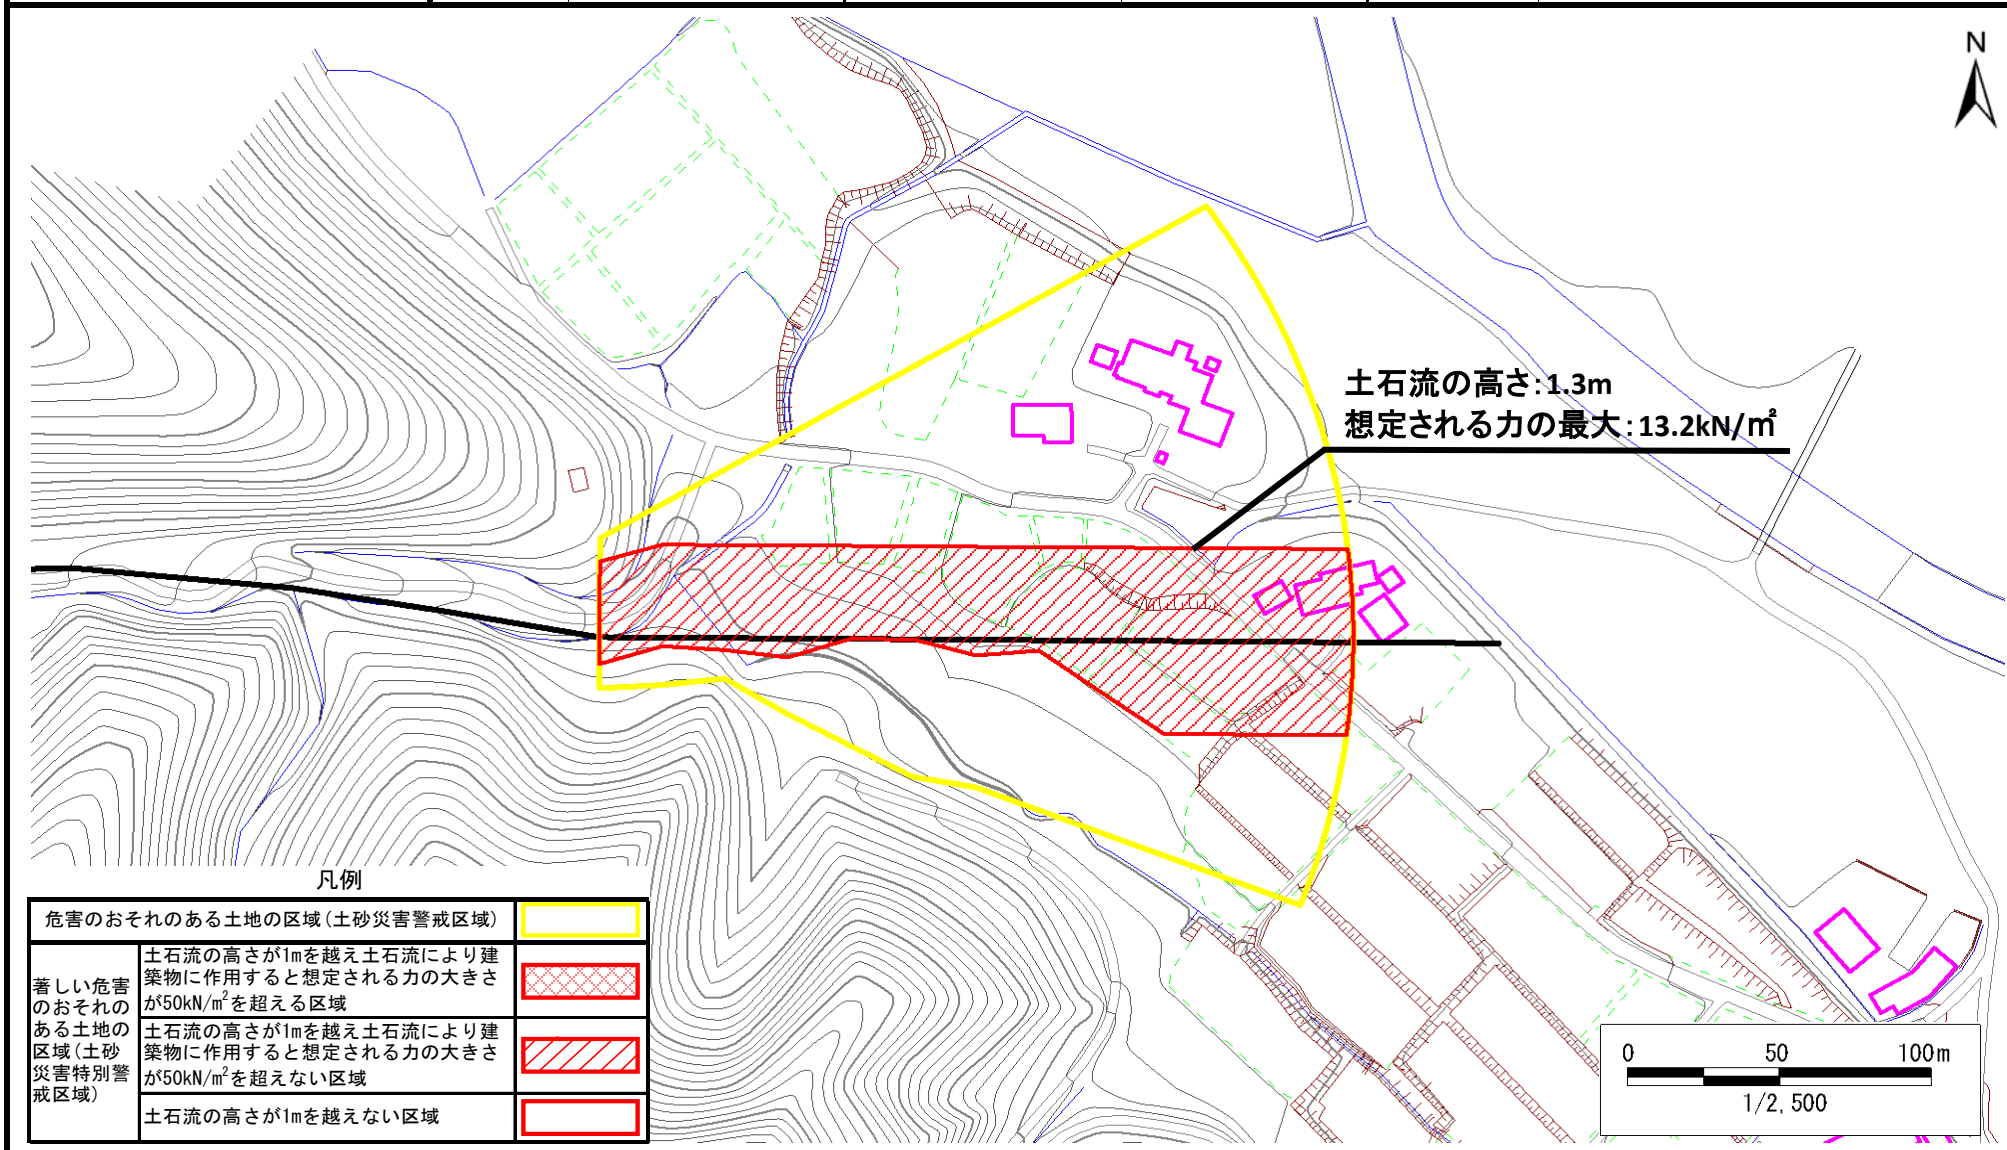 N
土石流の高さ:1.3m
想定される力の最大:13.2kN/㎡
凡例
危害のおそれのある土地の区域(土砂災害警戒区域)
著しい危害
のおそれの
ある土地の
区域(土砂
災害特別警
戒区域)
土石流の高さが1mを越え土石流により建
築物に作用すると想定される力の大きさ
が50kN/m²を超える区域
土石流の高さが1mを越え土石流により建
築物に作用すると想定される力の大きさ
が50kN/m²を超えない区域
土石流の高さが1mを越えない区域
0 50 100m
1/2,500